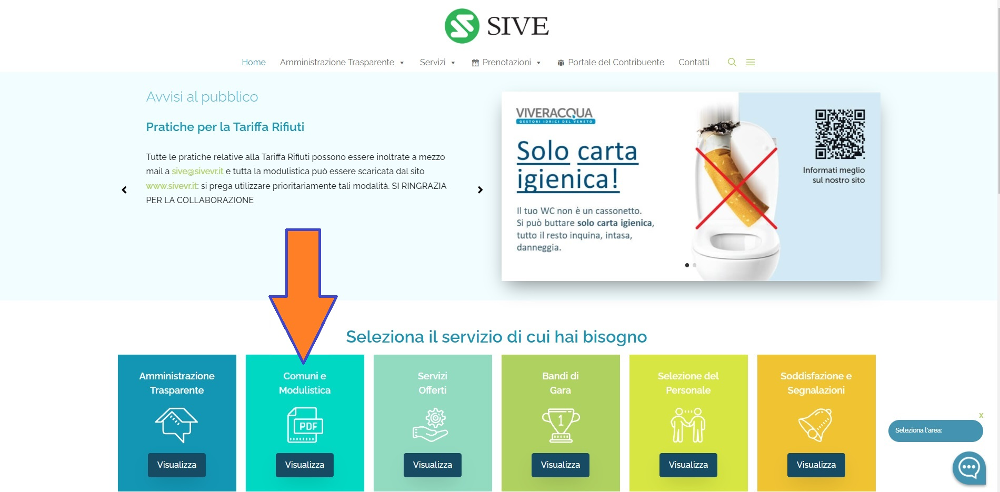 SIVE
Home
Amministrazione Trasparente
Servizi
Prenotazioni
Portale del Contribuente
Contatti
Avvisi al pubblico
Pratiche per la Tariffa Rifiuti
Tutte le pratiche relative alla Tariffa Rifiuti possono essere inoltrate a mezzo
mail a sive@sivevr.it e tutta la modulistica può essere scaricata dal sito
www.sivevr.it: si prega utilizzare prioritariamente tali modalità. SI RINGRAZIA
PER LA COLLABORAZIONE
VIVERACQUA
GESTORI IDRICI DEL VENETO
Solo carta
igienica!
Il tuo WC non è un cassonetto.
Si può buttare solo carta igienica,
tutto il resto inquina, intasa,
danneggia.
Informati meglio
sul nostro sito
Seleziona il servizio di cui hai bisogno
Amministrazione
Trasparente
Visualizza
Comuni e
Modulistica
PDF
Visualizza
Servizi
Offerti
Visualizza
Bandi di
Gara
1
Visualizza
Selezione del
Personale
Visualizza
Soddisfazione e
Segnalazioni
Visualizza
x
Seleziona l'area: